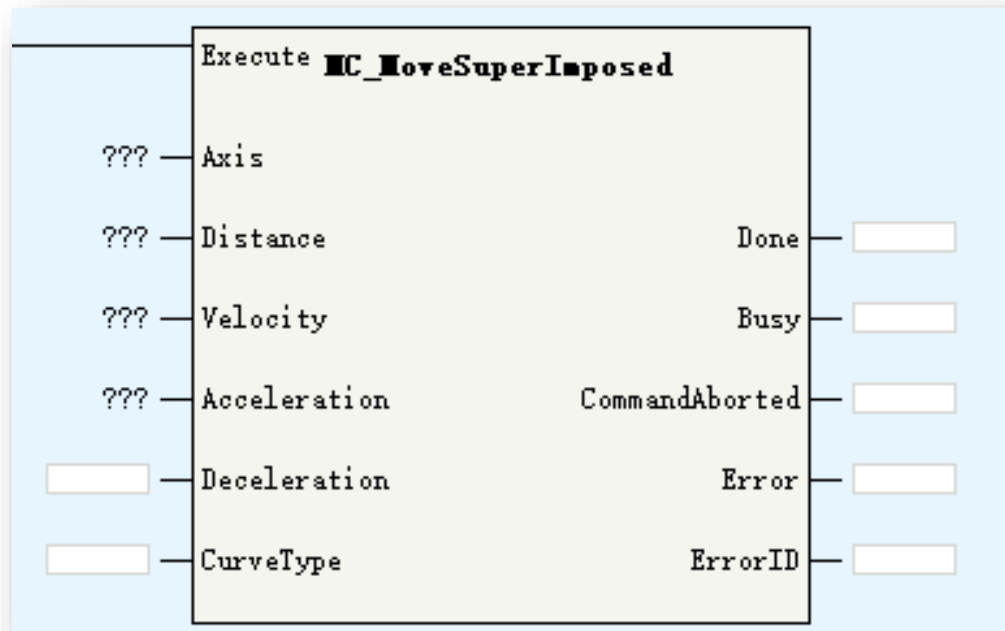 Execute MC_MoveSuperImposed
??? Axis
??? Distance Done
??? Velocity Busy
??? Acceleration CommandAborted
Deceleration Error
CurveType ErrorID